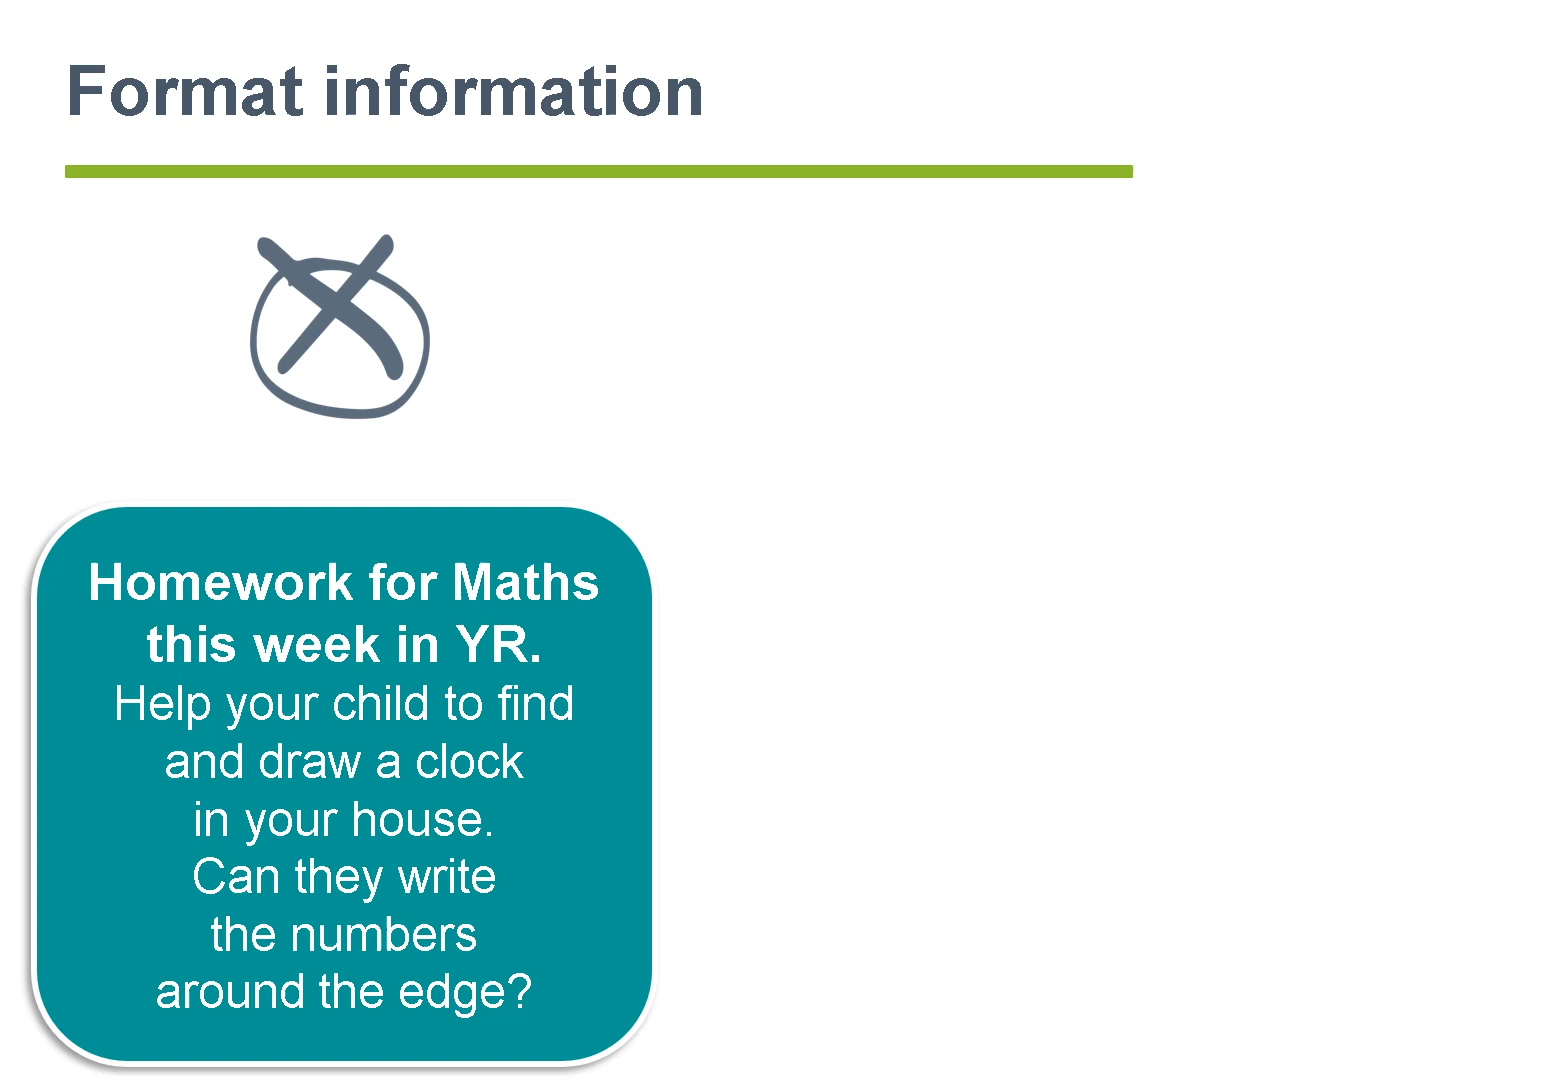 Format information
Homework for Maths
this week in YR.
Help your child to find
and draw a clock
in your house.
Can they write
the numbers
around the edge?